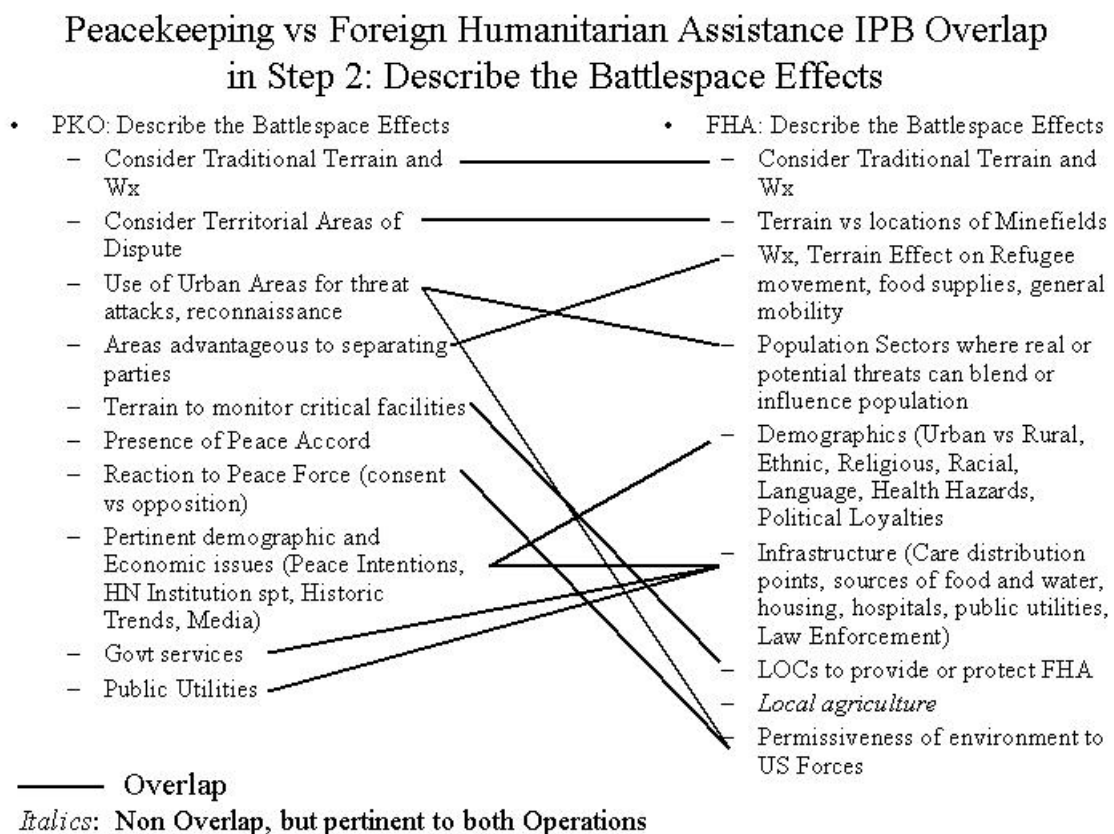 Peacekeeping vs Foreign Humanitarian Assistance IPB Overlap
in Step 2: Describe the Battlespace Effects
• PKO: Describe the Battlespace Effects
– Consider Traditional Terrain and
Wx
– Consider Territorial Areas of
Dispute
– Use of Urban Areas for threat
attacks, reconnaissance
– Areas advantageous to separating
parties
– Terrain to monitor critical facilities
– Presence of Peace Accord
– Reaction to Peace Force (consent
vs opposition)
– Pertinent demographic and
Economic issues (Peace Intentions,
HN Institution spt, Historic
Trends, Media)
– Govt services
– Public Utilities
• FHA: Describe the Battlespace Effects
– Consider Traditional Terrain and
Wx
– Terrain vs locations of Minefields
– Wx, Terrain Effect on Refugee
movement, food supplies, general
mobility
– Population Sectors where real or
potential threats can blend or
influence population
– Demographics (Urban vs Rural,
Ethnic, Religious, Racial,
Language, Health Hazards,
Political Loyalties
– Infrastructure (Care distribution
points, sources of food and water,
housing, hospitals, public utilities,
Law Enforcement)
– LOCs to provide or protect FHA
– Local agriculture
– Permissiveness of environment to
US Forces
Overlap
Italics: Non Overlap, but pertinent to both Operations